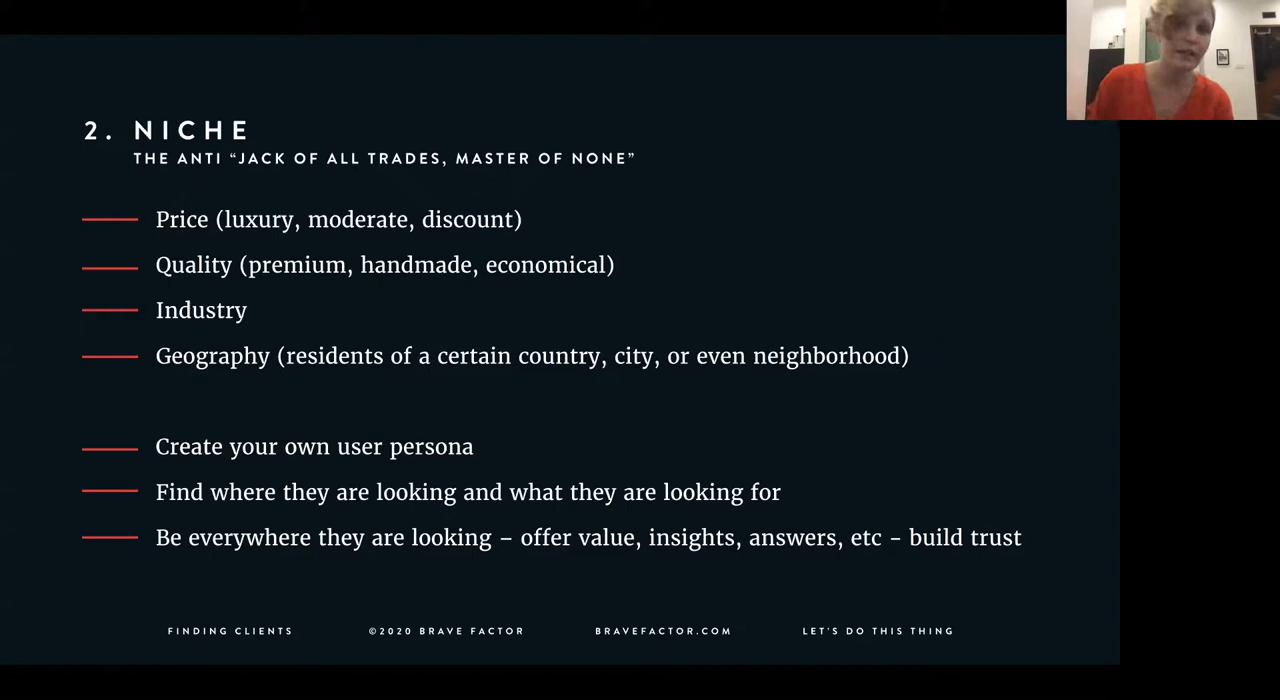 2. NICHE
THE ANTI “JACK OF ALL TRADES, MASTER OF NONE”
Price (luxury, moderate, discount)
Quality (premium, handmade, economical)
Industry
Geography (residents of a certain country, city, or even neighborhood)
Create your own user persona
Find where they are looking and what they are looking for
Be everywhere they are looking – offer value, insights, answers, etc - build trust
FINDING CLIENTS ©2020 BRAVE FACTOR BRAVEFACTOR.COM LET'S DO THIS THING